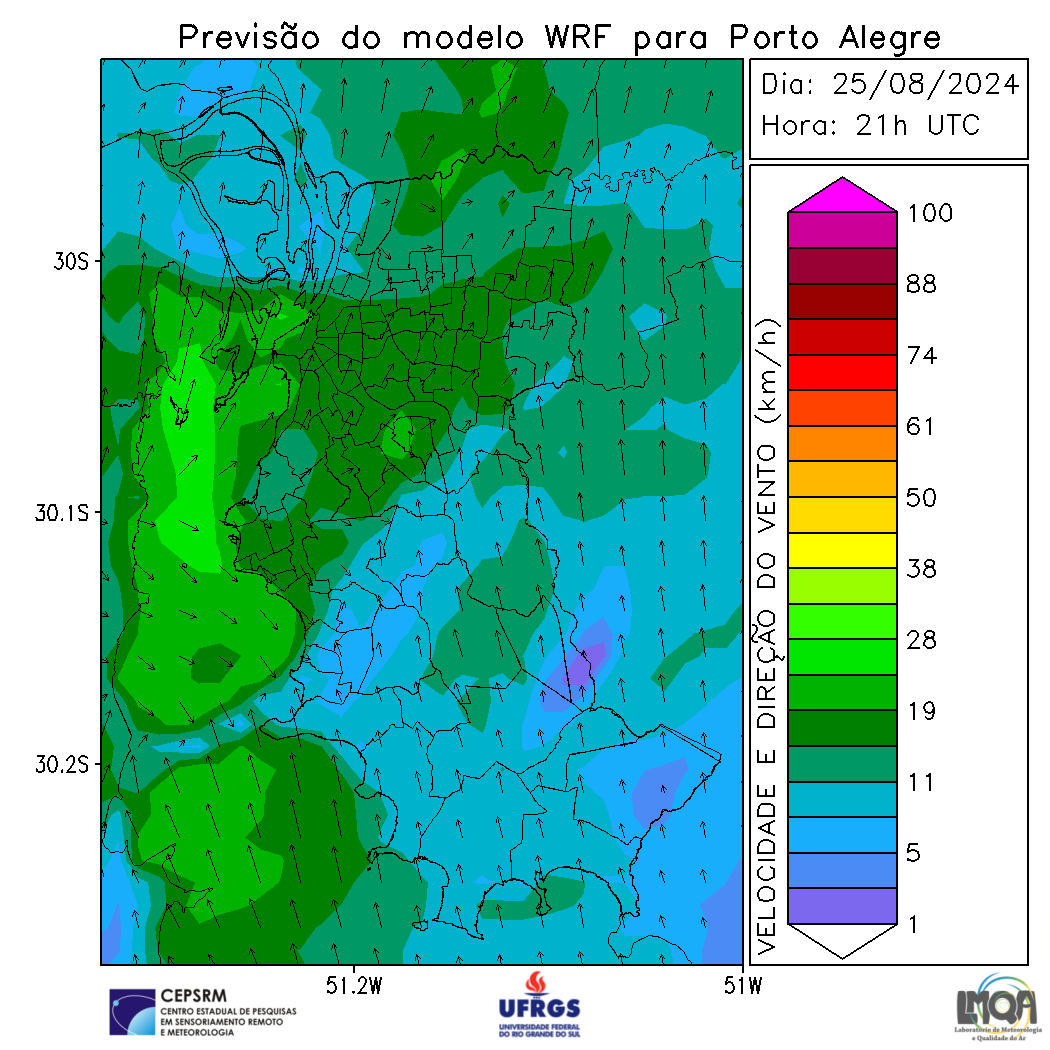 Previsão do modelo WRF para Porto Alegre
Dia: 25/08/2024
Hora: 21h UTC
30S
30.1S
30.2S
51.2W
51W
VELOCIDADE E DIREÇÃO DO VENTO (km/h)
100
88
74
61
50
38
28
19
11
5
1
CEPSRM
CENTRO ESTADUAL DE PESQUISAS
EM SENSORIAMENTO REMOTO
E METEOROLOGIA
UFRGS
UNIVERSIDADE FEDERAL
DO RIO GRANDE DO SUL
LMQA
Laboratório de Meteorologia
e Qualidade do Ar